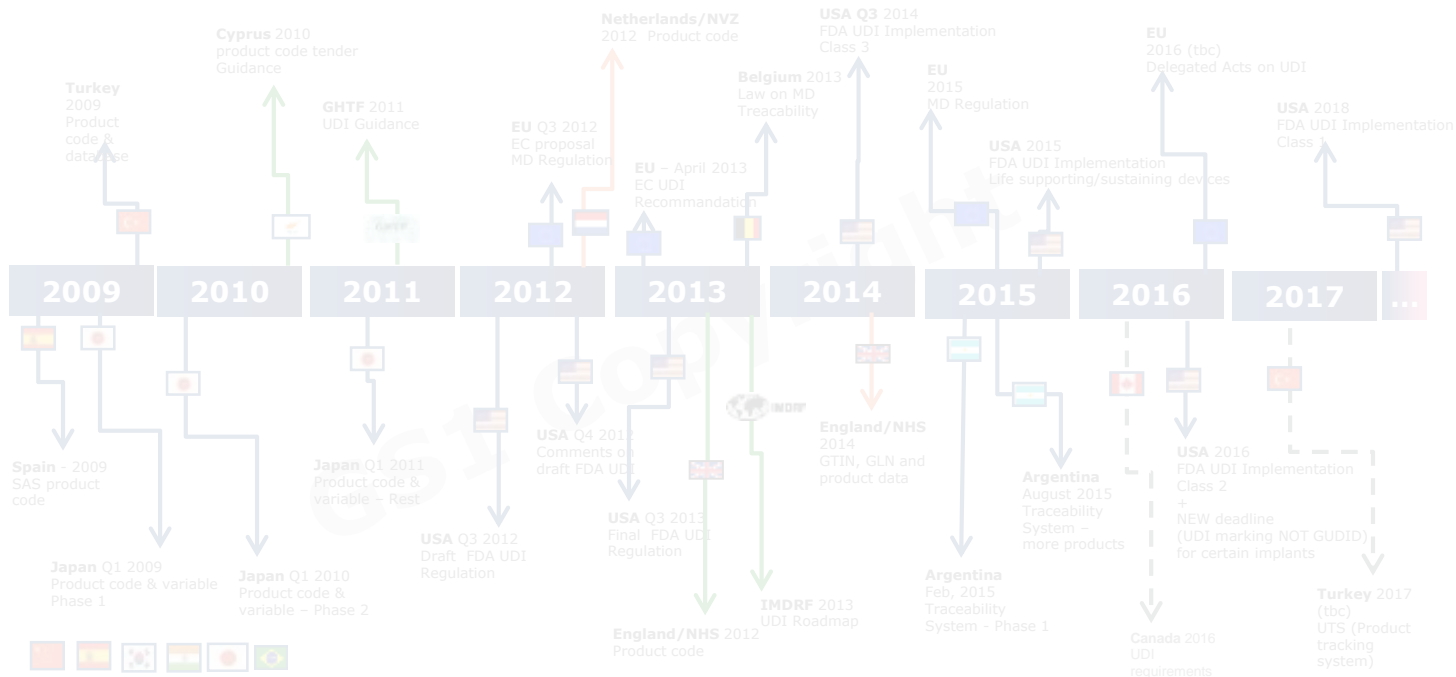 Turkey
2009
Product
code &
database
Cyprus 2010
product code tender
Guidance
GHTF 2011
UDI Guidance
EU Q3 2012
EC proposal
MD Regulation
Netherlands/NVZ
2012 Product code
EU – April 2013
EC UDI
Recommandation
Belgium 2013
Law on MD
Treacability
USA Q3 2014
FDA UDI Implementation
Class 3
EU
2015
MD Regulation
USA 2015
FDA UDI Implementation
Life supporting/sustaining devices
EU
2016 (tbc)
Delegated Acts on UDI
USA 2018
FDA UDI Implementation
Class 1
2009
2010
2011
2012
2013
2014
2015
2016
2017
...
Spain - 2009
SAS product
code
Japan Q1 2009
Product code & variable
Phase 1
Japan Q1 2010
Product code &
variable – Phase 2
Japan Q1 2011
Product code &
variable – Rest
USA Q3 2012
Draft FDA UDI
Regulation
USA Q4 2012
Comments on
draft FDA UDI
USA Q3 2013
Final FDA UDI
Regulation
England/NHS 2012
Product code
IMDRF
IMDRF 2013
UDI Roadmap
England/NHS
2014
GTIN, GLN and
product data
Argentina
Feb, 2015
Traceability
System - Phase 1
Argentina
August 2015
Traceability
System –
more products
Canada 2016
UDI
requirements
USA 2016
FDA UDI Implementation
Class 2
+
NEW deadline
(UDI marking NOT GUDID)
for certain implants
Turkey 2017
(tbc)
UTS (Product
tracking
system)
GS1 Copyright